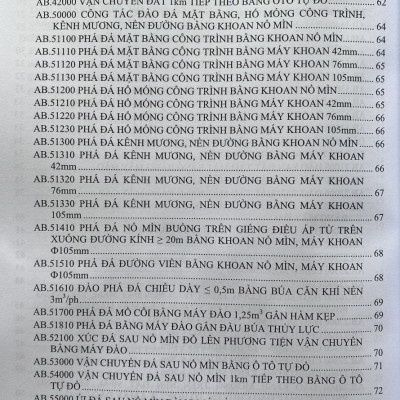 AB.42000 VẬN CHUYỂN ĐẤT 1km TIẾP THEO BẰNG ÔTÔ TỰ ĐỔ ........ 62
AB.50000 CÔNG TÁC ĐÀO ĐÁ MẶT BẰNG, HỐ MÓNG CÔNG TRÌNH,
KÊNH MƯƠNG, NỀN ĐƯỜNG BẰNG KHOAN NỔ MÌN ........ 64
AB.51100 PHÁ ĐÁ MẶT BẰNG CÔNG TRÌNH BẰNG KHOAN NỔ MÌN ........ 64
AB.51110 PHÁ ĐÁ MẶT BẰNG CÔNG TRÌNH BẰNG MÁY KHOAN 42mm ........ 64
AB.51120 PHÁ ĐÁ MẶT BẰNG CÔNG TRÌNH BẰNG MÁY KHOAN 76mm ........ 65
AB.51130 PHÁ ĐÁ MẶT BẰNG CÔNG TRÌNH BẰNG MÁY KHOAN 105mm ........ 65
AB.51200 PHÁ ĐÁ HỐ MÓNG CÔNG TRÌNH BẰNG KHOAN NỔ MÌN ........ 65
AB.51210 PHÁ ĐÁ HỐ MÓNG CÔNG TRÌNH BẰNG MÁY KHOAN 42mm ........ 65
AB.51220 PHÁ ĐÁ HỐ MÓNG CÔNG TRÌNH BẰNG MÁY KHOAN 76mm ........ 66
AB.51230 PHÁ ĐÁ HỐ MÓNG CÔNG TRÌNH BẰNG MÁY KHOAN 105mm ........ 66
AB.51300 PHÁ ĐÁ KÊNH MƯƠNG, NỀN ĐƯỜNG BẰNG KHOAN NỔ MÌN ........ 66
AB.51310 PHÁ ĐÁ KÊNH MƯƠNG, NỀN ĐƯỜNG BẰNG MÁY KHOAN
42mm ........ 66
AB.51320 PHÁ ĐÁ KÊNH MƯƠNG, NỀN ĐƯỜNG BẰNG MÁY KHOAN
76mm ........ 67
AB.51330 PHÁ ĐÁ KÊNH MƯƠNG, NỀN ĐƯỜNG BẰNG MÁY KHOAN
105mm ........ 67
AB.51410 PHÁ ĐÁ NỔ MÌN BUỒNG TRÊN GIẾNG ĐIỀU ÁP TỪ TRÊN
XUỐNG ĐƯỜNG KÍNH ≥ 20m BẰNG KHOAN NỔ MÌN, MÁY KHOAN
Φ105mm ........ 68
AB.51510 PHÁ ĐÁ ĐƯỜNG VIỀN BẰNG KHOAN NỔ MÌN, MÁY KHOAN
Φ105mm ........ 68
AB.51610 ĐÀO PHÁ ĐÁ CHIỀU DÀY ≤ 0,5m BẰNG BÚA CĂN KHÍ NÉN
3m³/ph ........ 69
AB.51700 PHÁ ĐÁ MỒ CÔI BẰNG MÁY ĐÀO 1,25m³ GẮN HÀM KẸP ........ 69
AB.51810 PHÁ ĐÁ BẰNG MÁY ĐÀO GẮN ĐẦU BÚA THỦY LỰC ........ 70
AB.52100 XÚC ĐÁ SAU NỔ MÌN ĐỔ LÊN PHƯƠNG TIỆN VẬN CHUYỂN
BẰNG MÁY ĐÀO ........ 70
AB.53000 VẬN CHUYỂN ĐÁ SAU NỔ MÌN BẰNG Ô TÔ TỰ ĐỔ ........ 71
AB.54000 VẬN CHUYỂN ĐÁ SAU NỔ MÌN 1km TIẾP THEO BẰNG Ô TÔ
TỰ ĐỔ ........ 72
AB.55000 ỦI ĐÁ SAU NỔ MÌN